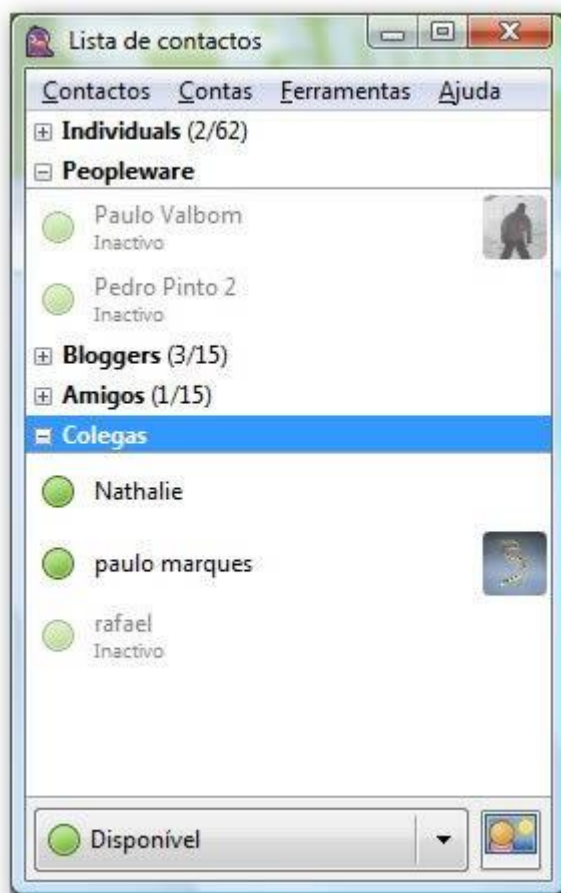 Lista de contactos
Contactos Contas Ferramentas Ajuda
Individuals (2/62)
Peopleware
Paulo Valbom
Inactivo
Pedro Pinto 2
Inactivo
Bloggers (3/15)
Amigos (1/15)
Colegas
Nathalie
paulo marques
rafael
Inactivo
Disponível